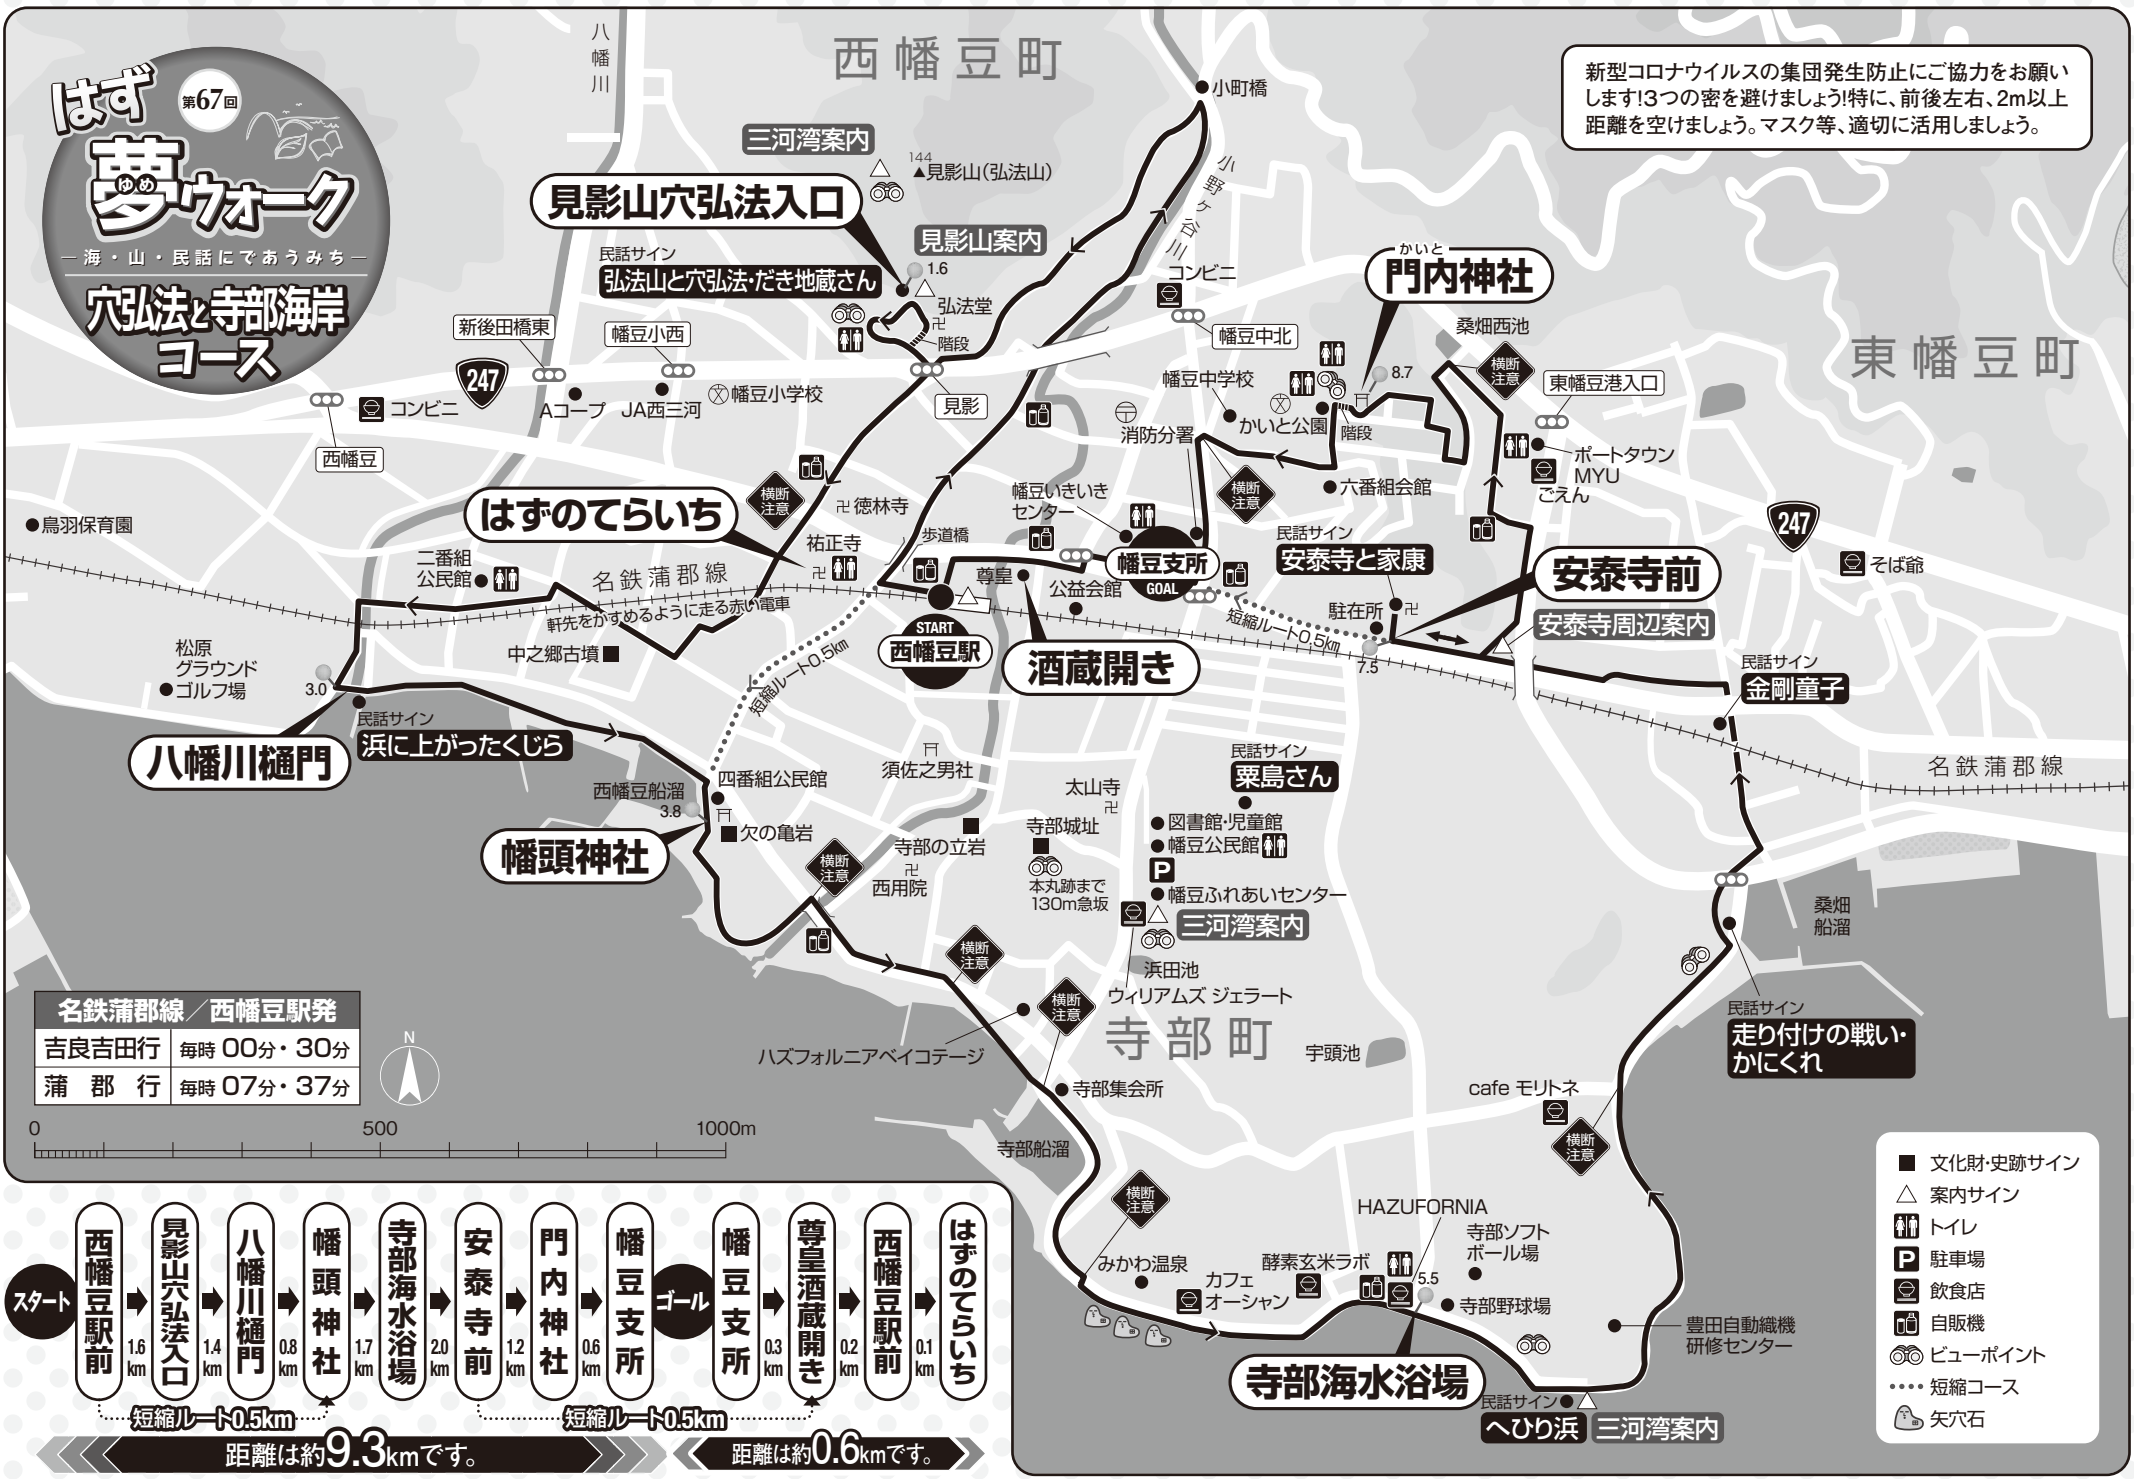 はず
第67回
夢ウォーク
ゆめ
―海・山・民話にであうみち―
穴弘法と寺部海岸
コース
八幡川
西幡豆町
新型コロナウイルスの集団発生防止にご協力をお願い
します!3つの密を避けましょう!特に、前後左右、2m以上
距離を空けましょう。マスク等、適切に活用しましょう。
小町橋
三河湾案内
144
▲見影山(弘法山)
小野ヶ谷川
見影山穴弘法入口
見影山案内
民話サイン
弘法山と穴弘法・だき地蔵さん
1.6
弘法堂
階段
コンビニ
幡豆中北
かいと
門内神社
桑畑西池
東幡豆町
新後田橋東
幡豆小西
247
Aコープ
JA西三河
幡豆小学校
コンビニ
西幡豆
見影
幡豆中学校
消防分署
かいと公園
階段
8.7
横断
注意
東幡豆港入口
ポートタウン
MYU
ごえん
横断
注意
はずのてらいち
徳林寺
祐正寺
歩道橋
幡豆いきいき
センター
横断
注意
六番組会館
247
そば爺
鳥羽保育園
二番組
公民館
名鉄蒲郡線
軒先をかすめるように走る赤い電車
尊皇
公益会館
幡豆支所
GOAL
民話サイン
安泰寺と家康
駐在所
安泰寺前
安泰寺周辺案内
短縮ルート0.5km
7.5
START
西幡豆駅
酒蔵開き
中之郷古墳
短縮ルート0.5km
松原
グラウンド
ゴルフ場
3.0
民話サイン
浜に上がったくじら
八幡川樋門
民話サイン
金剛童子
名鉄蒲郡線
西幡豆船溜
3.8
四番組公民館
欠の亀岩
幡頭神社
須佐之男社
寺部の立岩
西用院
横断
注意
太山寺
寺部城址
本丸跡まで
130m急坂
民話サイン
粟島さん
図書館・児童館
幡豆公民館
P
幡豆ふれあいセンター
三河湾案内
浜田池
ウィリアムズ ジェラート
寺部町
宇頭池
横断
注意
横断
注意
ハズフォルニアベイコテージ
寺部集会所
寺部船溜
桑畑
船溜
民話サイン
走り付けの戦い・
かにくれ
cafe モリトネ
横断
注意
横断
注意
みかわ温泉
カフェ
オーシャン
酵素玄米ラボ
HAZUFORNIA
5.5
寺部ソフト
ボール場
寺部野球場
寺部海水浴場
豊田自動織機
研修センター
民話サイン
へひり浜
三河湾案内
名鉄蒲郡線/西幡豆駅発
吉良吉田行 毎時 00分・30分
蒲郡行 毎時 07分・37分
N
0 500 1000m
文化財・史跡サイン
案内サイン
トイレ
P 駐車場
飲食店
自販機
ビューポイント
短縮コース
矢穴石
スタート
西幡豆駅前
1.6km
見影山穴弘法入口
1.4km
八幡川樋門
0.8km
幡頭神社
1.7km
寺部海水浴場
2.0km
安泰寺前
1.2km
門内神社
0.6km
幡豆支所
ゴール
幡豆支所
0.3km
尊皇酒蔵開き
0.2km
西幡豆駅前
0.1km
はずのてらいち
短縮ルート0.5km
短縮ルート0.5km
距離は約9.3kmです。
距離は約0.6kmです。